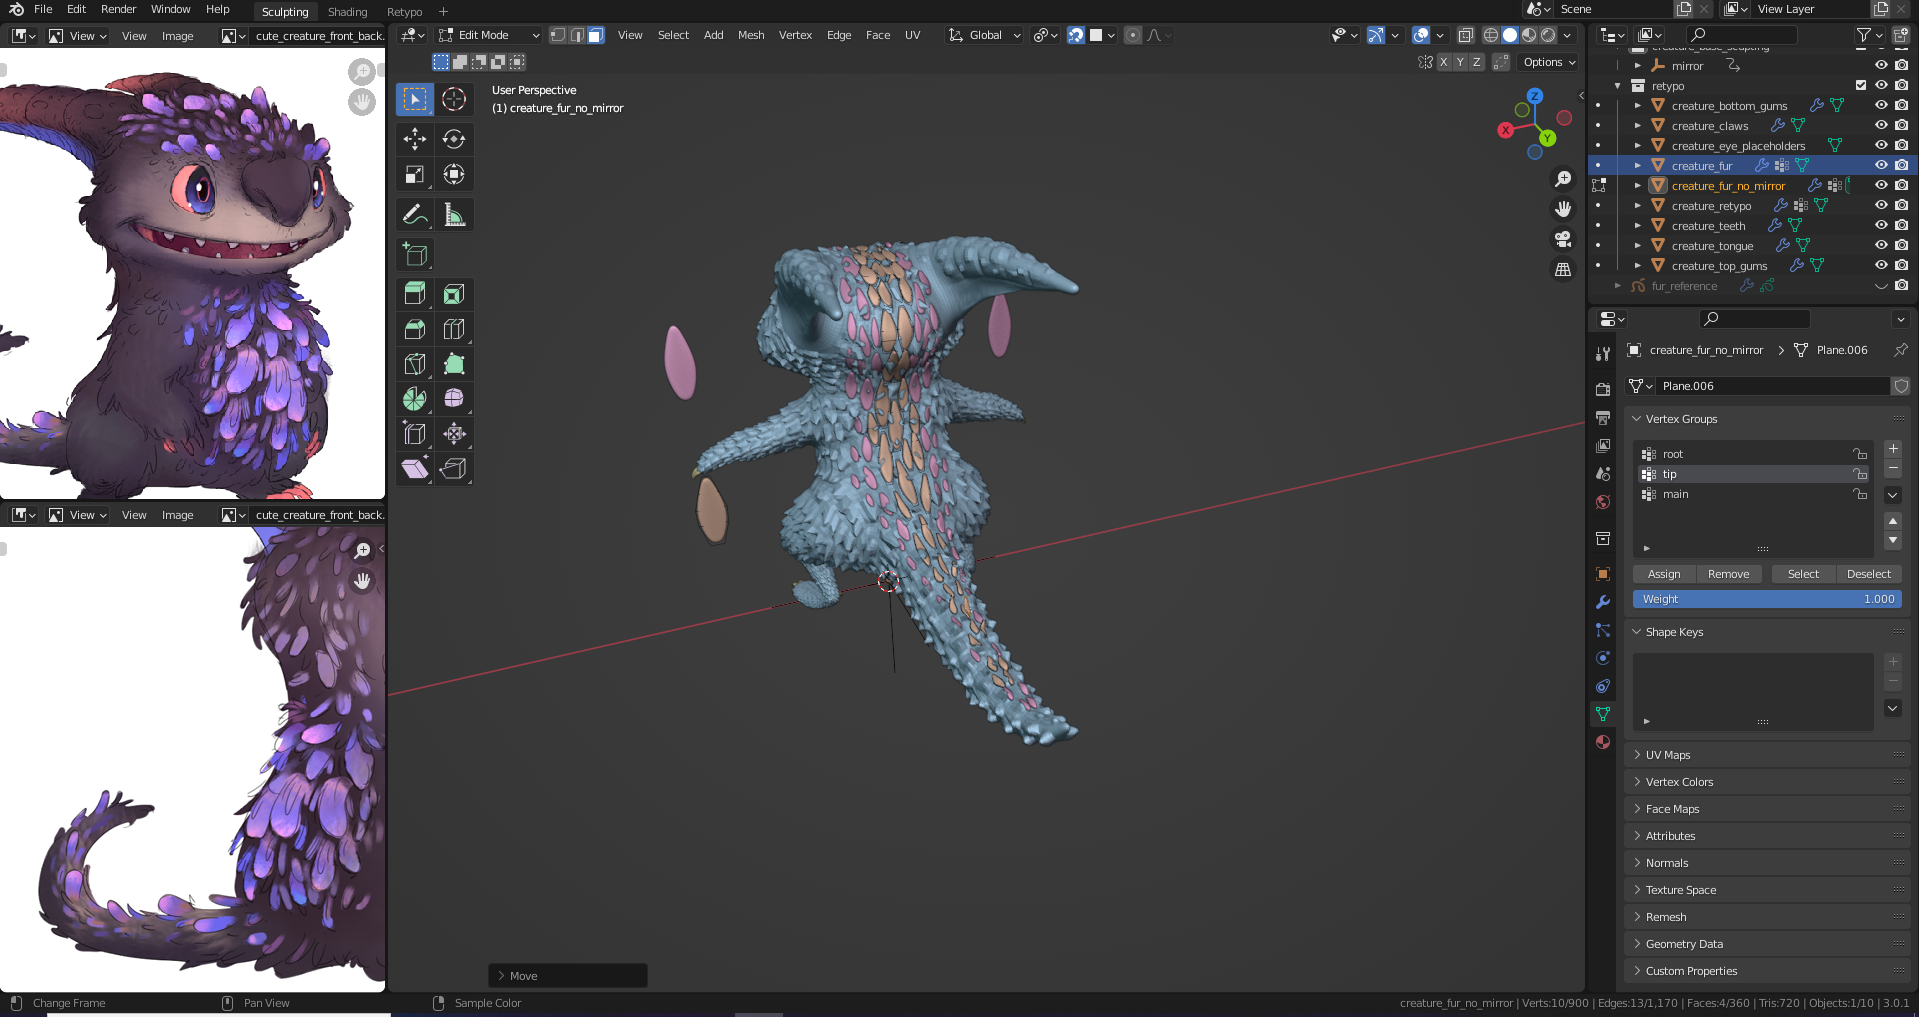 File Edit Render Window Help Sculpting Shading Retypo + Scene View Layer
View View Image cute_creature_front_back.
Edit Mode View Select Add Mesh Vertex Edge Face UV Global
X Y Z Options
User Perspective
(1) creature_fur_no_mirror
Z
X
Y
creature_base_sculpting
mirror
retypo
creature_bottom_gums
creature_claws
creature_eye_placeholders
creature_fur
creature_fur_no_mirror
creature_retypo
creature_teeth
creature_tongue
creature_top_gums
fur_reference
creature_fur_no_mirror > Plane.006
Plane.006
Vertex Groups
root
tip
main
Assign Remove Select Deselect
Weight 1.000
Shape Keys
UV Maps
Vertex Colors
Face Maps
Attributes
Normals
Texture Space
Remesh
Geometry Data
Custom Properties
View View Image cute_creature_front_back.
Move
Change Frame Pan View Sample Color creature_fur_no_mirror | Verts:10/900 | Edges:13/1,170 | Faces:4/360 | Tris:720 | Objects:1/10 | 3.0.1